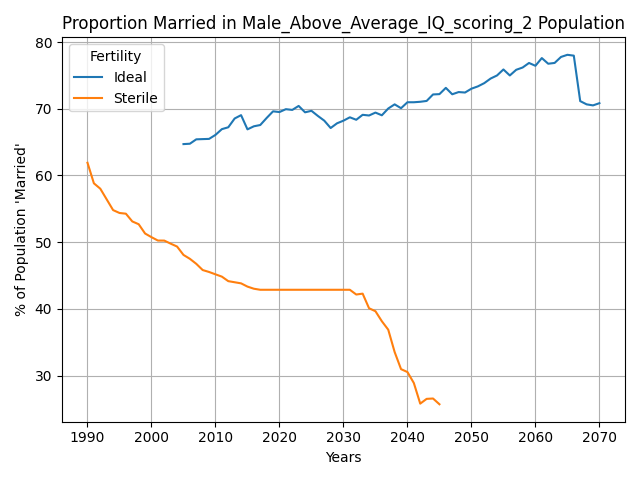 Proportion Married in Male_Above_Average_IQ_scoring_2 Population
% of Population 'Married'
80
70
60
50
40
30
Fertility
Ideal
Sterile
1990 2000 2010 2020 2030 2040 2050 2060 2070
Years